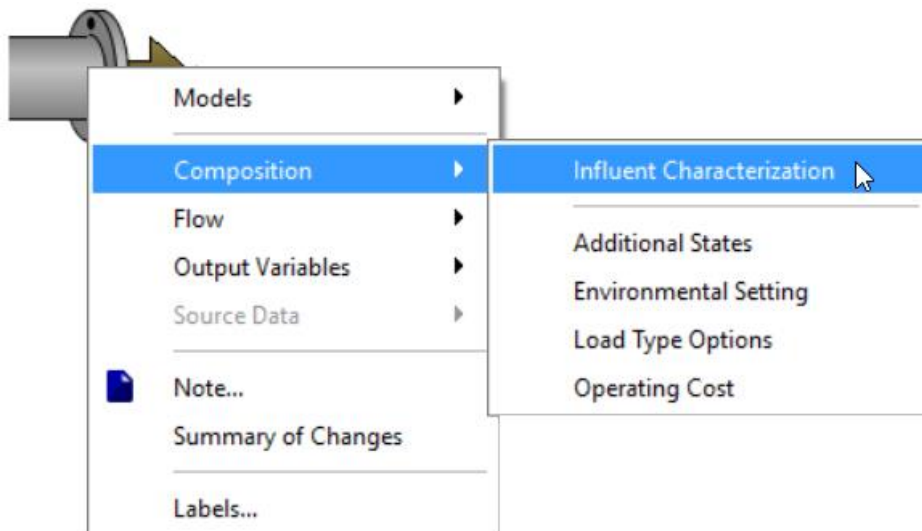 Models
Composition
Flow
Output Variables
Source Data
Note...
Summary of Changes
Labels...
Influent Characterization
Additional States
Environmental Setting
Load Type Options
Operating Cost